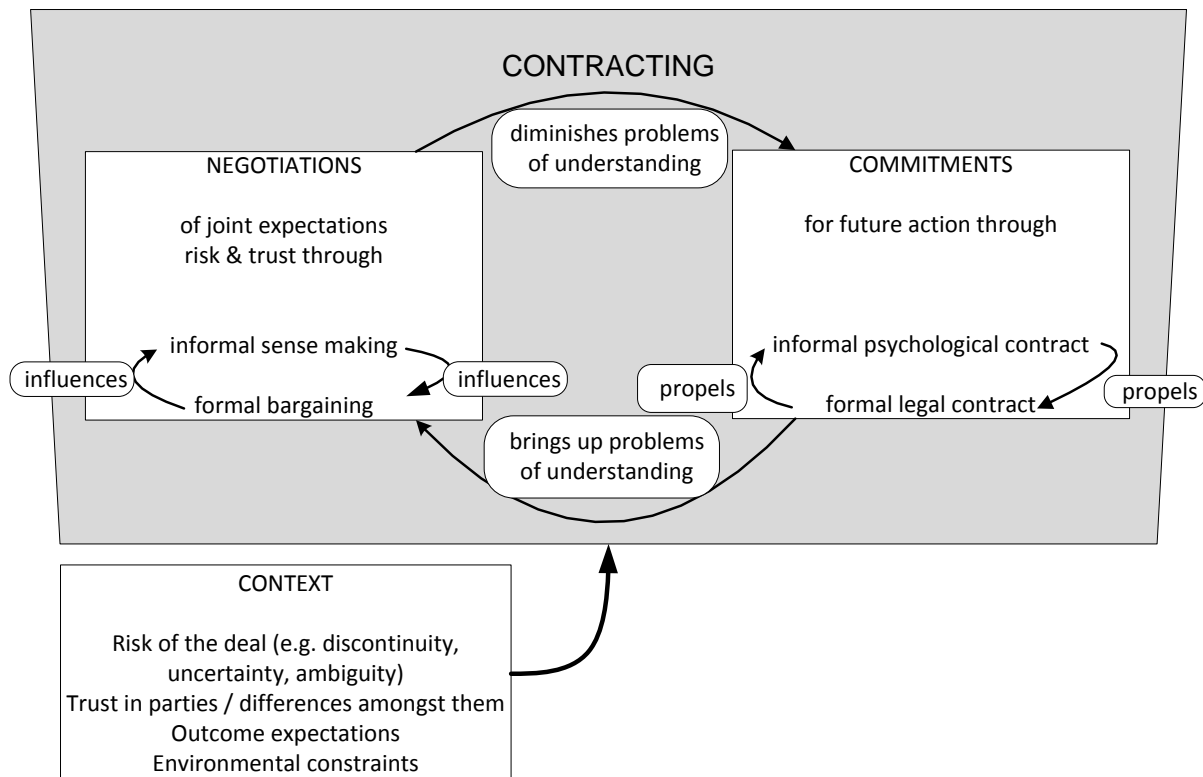 CONTRACTING
diminishes problems
of understanding
NEGOTIATIONS
of joint expectations
risk & trust through
informal sense making
influences
influences
formal bargaining
COMMITMENTS
for future action through
informal psychological contract
propels
propels
formal legal contract
brings up problems
of understanding
CONTEXT
Risk of the deal (e.g. discontinuity,
uncertainty, ambiguity)
Trust in parties / differences amongst them
Outcome expectations
Environmental constraints